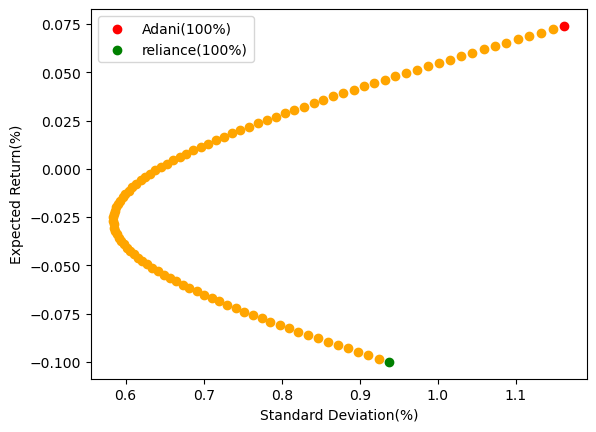 Adani(100%)
reliance(100%)
Expected Return(%)
0.075
0.050
0.025
0.000
−0.025
−0.050
−0.075
−0.100
0.6 0.7 0.8 0.9 1.0 1.1
Standard Deviation(%)